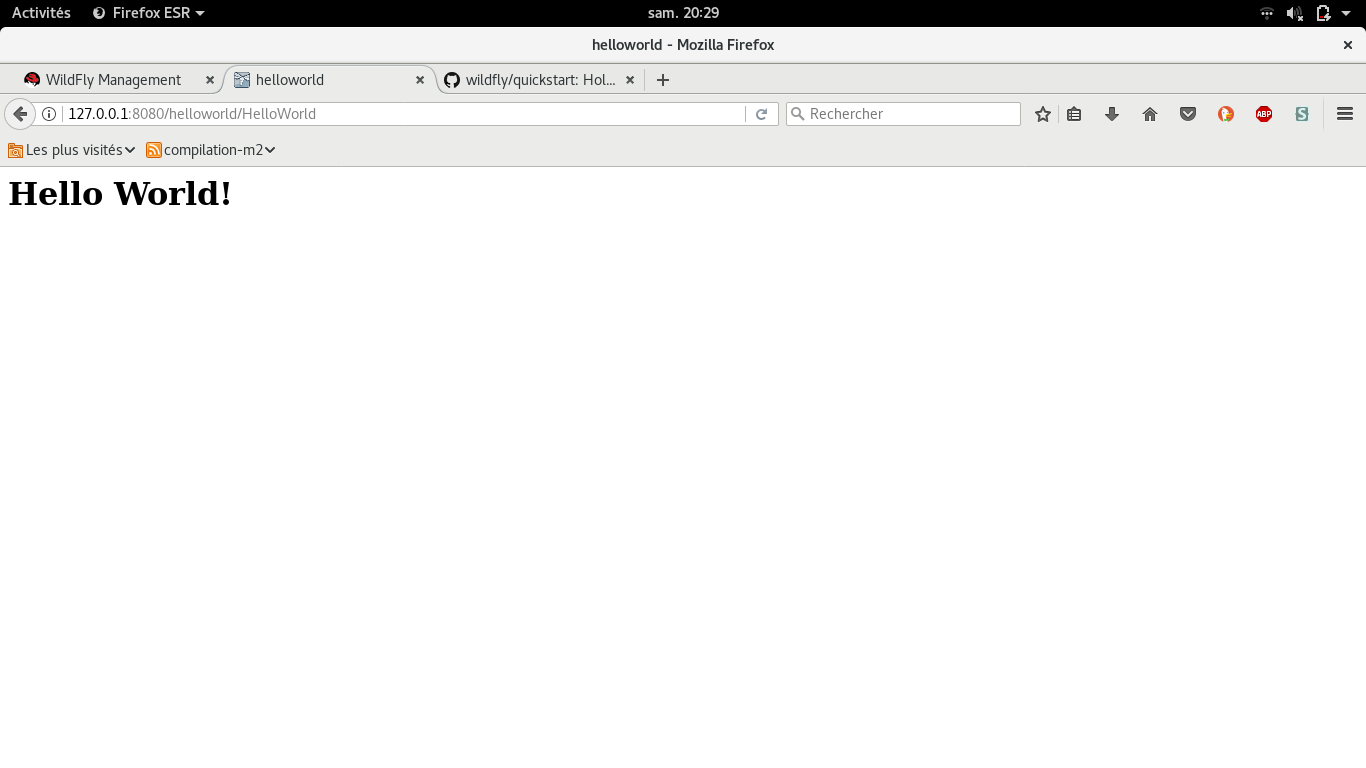 Activités Firefox ESR sam. 20:29
helloworld - Mozilla Firefox
WildFly Management helloworld wildfly/quickstart: Hol...
127.0.0.1:8080/helloworld/HelloWorld Rechercher ABP S
Les plus visités compilation-m2
Hello World!